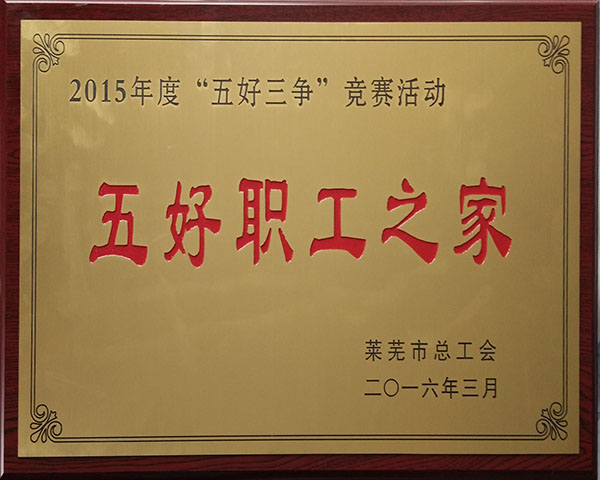 2015年度“五好三争”竞赛活动
五好职工之家
莱芜市总工会
二〇一六年三月